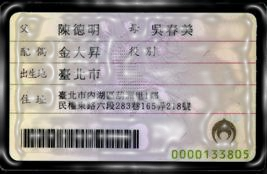 父 陳德明 母 吳春美
配偶 金大昇 役別
出生地 臺北市
住址 臺北市內湖區
民權東路六段283巷165弄218號
0000133805